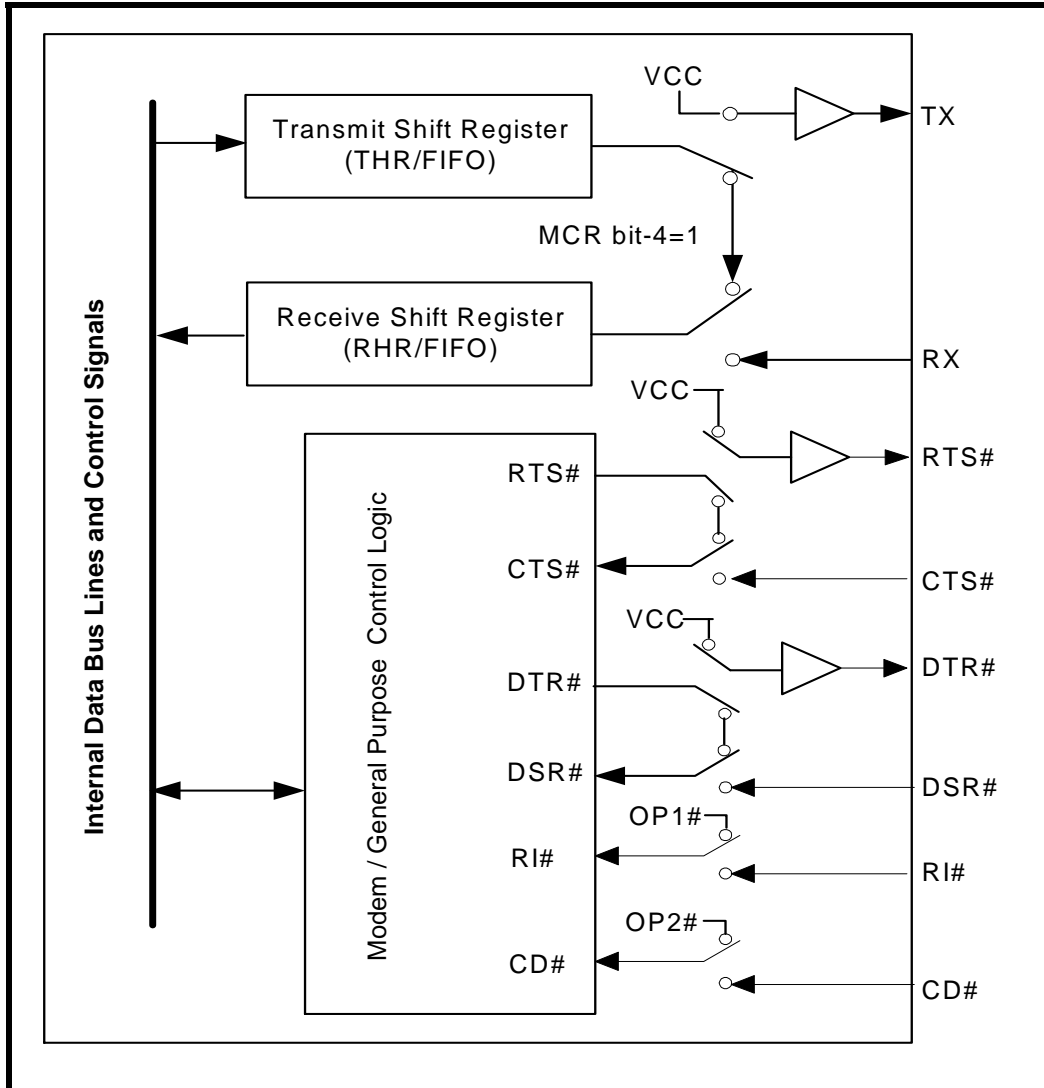 VCC
TX
Transmit Shift Register
(THR/FIFO)
MCR bit-4=1
Receive Shift Register
(RHR/FIFO)
RX
VCC
RTS#
RTS#
CTS#
CTS#
VCC
DTR#
DTR#
DSR#
DSR#
OP1#
RI#
RI#
OP2#
CD#
CD#
Internal Data Bus Lines and Control Signals
Modem / General Purpose Control Logic